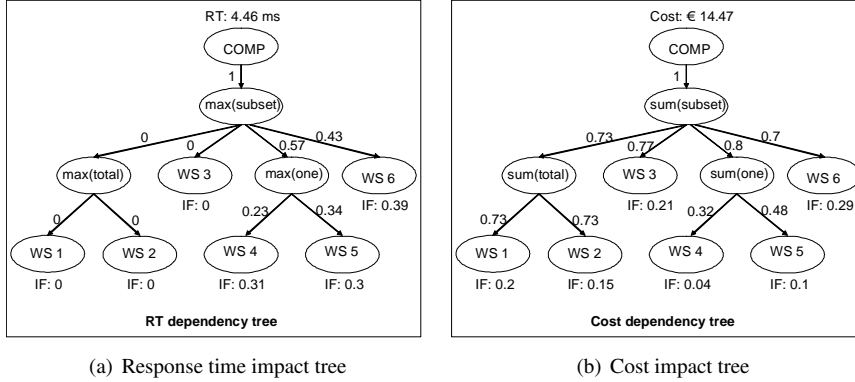 RT: 4.46 ms
COMP
1
max(subset)
0
0
0.57
0.43
max(total)
WS 3
max(one)
WS 6
IF: 0
IF: 0.39
0
0
0.23
0.34
WS 1
WS 2
WS 4
WS 5
IF: 0
IF: 0
IF: 0.31
IF: 0.3
RT dependency tree
(a) Response time impact tree
Cost: € 14.47
COMP
1
sum(subset)
0.73
0.77
0.8
0.7
sum(total)
WS 3
sum(one)
WS 6
IF: 0.21
IF: 0.29
0.73
0.73
0.32
0.48
WS 1
WS 2
WS 4
WS 5
IF: 0.2
IF: 0.15
IF: 0.04
IF: 0.1
Cost dependency tree
(b) Cost impact tree